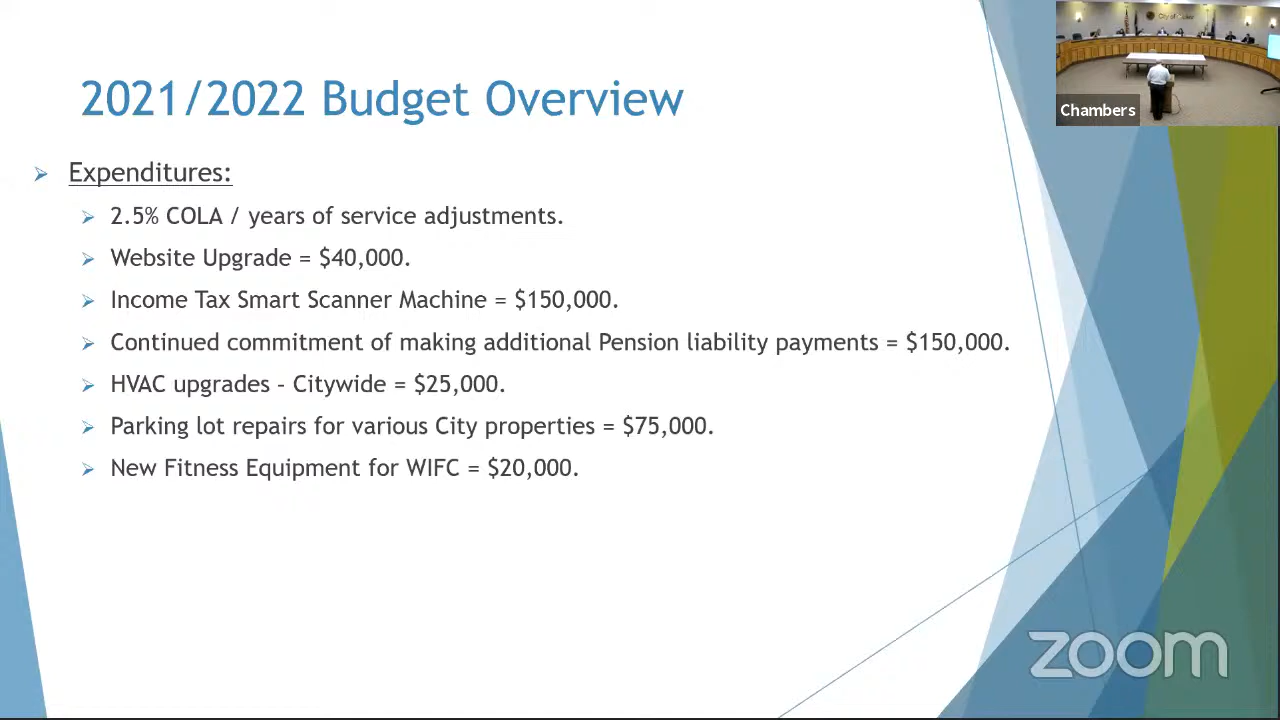 2021/2022 Budget Overview
Expenditures:
2.5% COLA / years of service adjustments.
Website Upgrade = $40,000.
Income Tax Smart Scanner Machine = $150,000.
Continued commitment of making additional Pension liability payments = $150,000.
HVAC upgrades – Citywide = $25,000.
Parking lot repairs for various City properties = $75,000.
New Fitness Equipment for WIFC = $20,000.
City of
Chambers
zoom